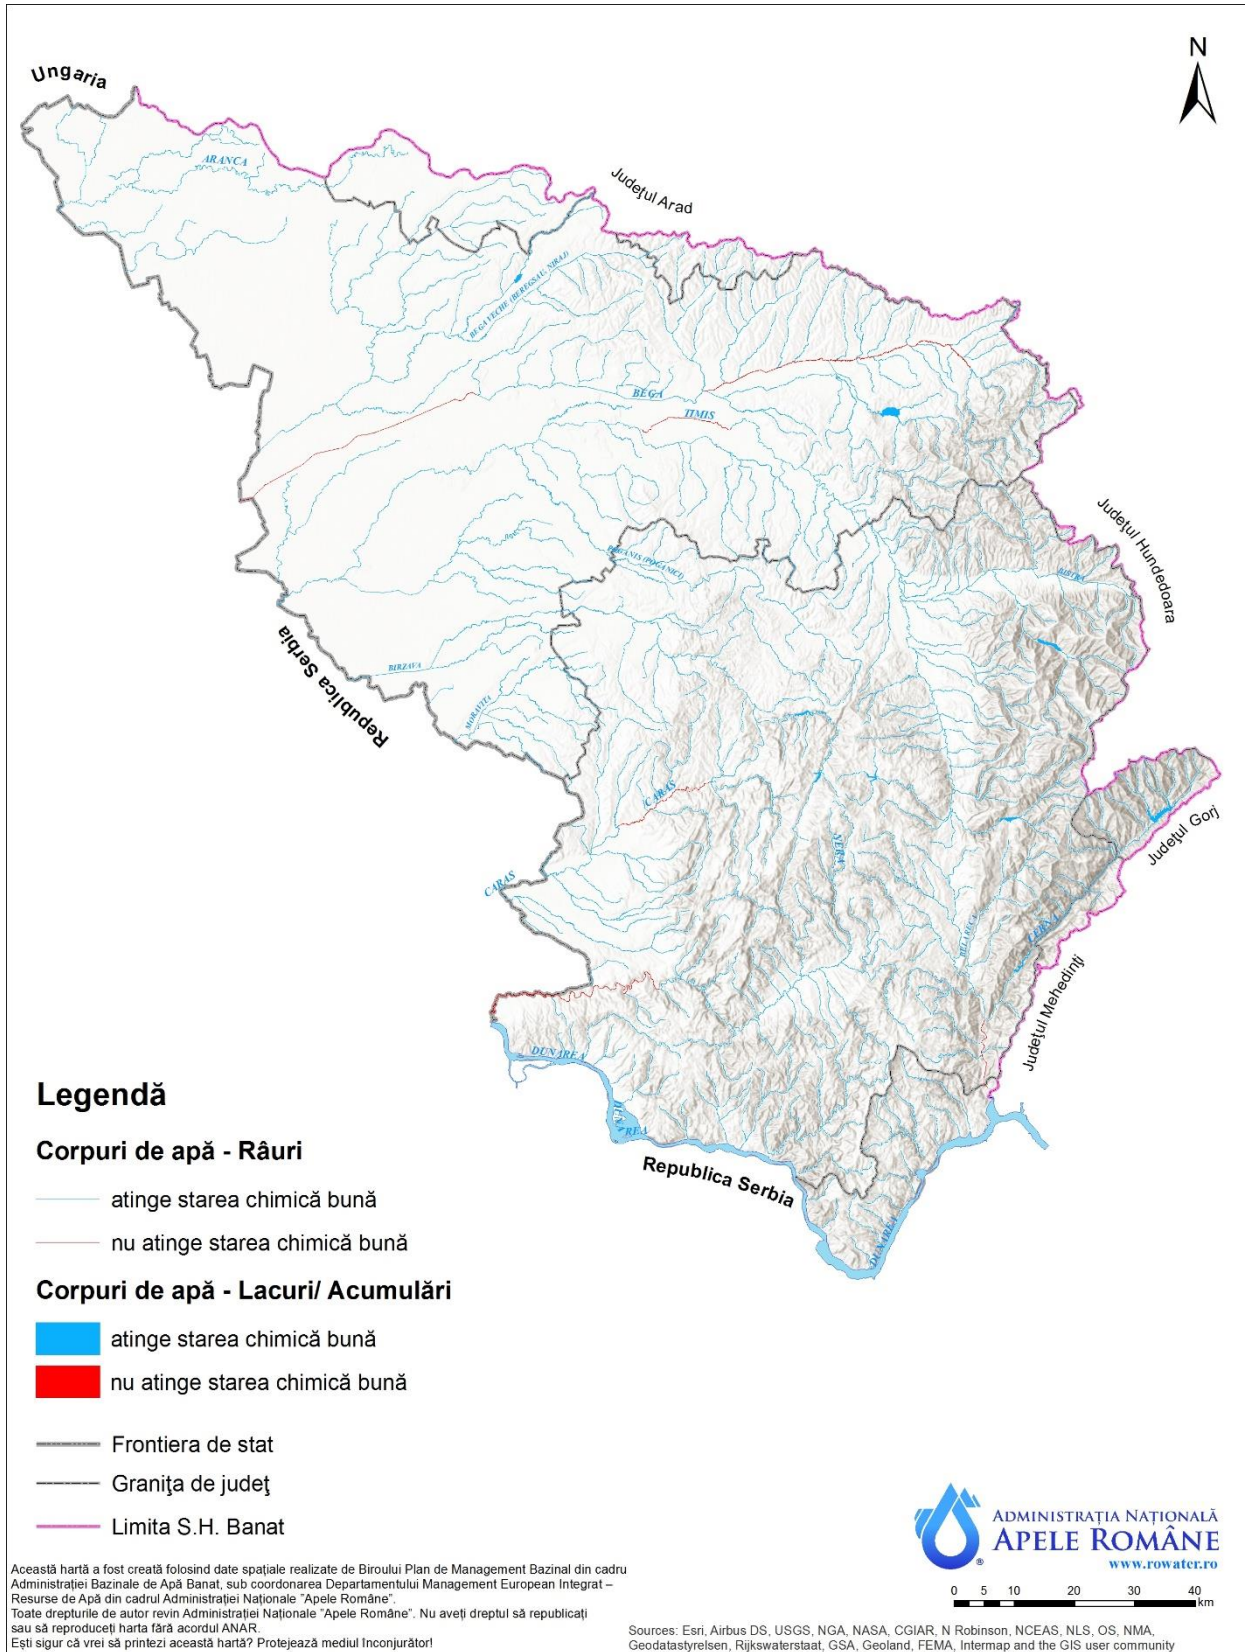 Ungaria
N
ARANCA
Județul Arad
BEGA VECHE (BEREGSAU, NIRAD)
BEGA
TIMIS
Județul Hundedoara
POGANIS (POGANICI)
BISTRA
Republica Serbia
BIRZAVA
MORAVITA
CARAS
NERA
Județul Gorj
CARAS
BELARECA
CERNA
Județul Mehedinți
DUNAREA
DUNA
REA
Republica Serbia
DUNAREA
Legendă
Corpuri de apă - Râuri
atinge starea chimică bună
nu atinge starea chimică bună
Corpuri de apă - Lacuri/ Acumulări
atinge starea chimică bună
nu atinge starea chimică bună
Frontiera de stat
Granița de județ
Limita S.H. Banat
ADMINISTRAȚIA NAȚIONALĂ
APELE ROMÂNE
®
www.rowater.ro
0 5 10 20 30 40
km
Această hartă a fost creată folosind date spațiale realizate de Biroului Plan de Management Bazinal din cadru
Administrației Bazinale de Apă Banat, sub coordonarea Departamentului Management European Integrat –
Resurse de Apă din cadrul Administrației Naționale "Apele Române".
Toate drepturile de autor revin Administrației Naționale "Apele Române". Nu aveți dreptul să republicați
sau să reproduceți harta fără acordul ANAR.
Ești sigur că vrei să printezi această hartă? Protejează mediul înconjurător!
Sources: Esri, Airbus DS, USGS, NGA, NASA, CGIAR, N Robinson, NCEAS, NLS, OS, NMA,
Geodatastyrelsen, Rijkswaterstaat, GSA, Geoland, FEMA, Intermap and the GIS user community